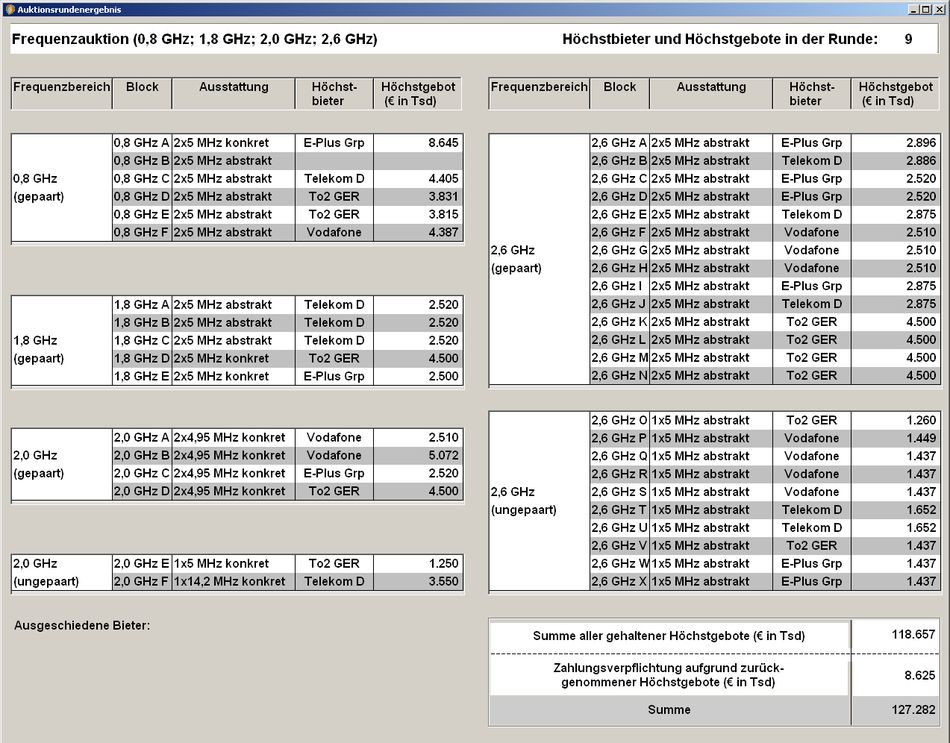 Auktionsrundenergebnis
Frequenzauktion (0,8 GHz; 1,8 GHz; 2,0 GHz; 2,6 GHz)
Höchstbieter und Höchstgebote in der Runde: 9
Frequenzbereich Block Ausstattung Höchst-bieter Höchstgebot (€ in Tsd)
0,8 GHz (gepaart)
0,8 GHz A 2x5 MHz konkret E-Plus Grp 8.645
0,8 GHz B 2x5 MHz abstrakt
0,8 GHz C 2x5 MHz abstrakt Telekom D 4.405
0,8 GHz D 2x5 MHz abstrakt To2 GER 3.831
0,8 GHz E 2x5 MHz abstrakt To2 GER 3.815
0,8 GHz F 2x5 MHz abstrakt Vodafone 4.387
1,8 GHz (gepaart)
1,8 GHz A 2x5 MHz abstrakt Telekom D 2.520
1,8 GHz B 2x5 MHz abstrakt Telekom D 2.520
1,8 GHz C 2x5 MHz abstrakt Telekom D 2.520
1,8 GHz D 2x5 MHz konkret To2 GER 4.500
1,8 GHz E 2x5 MHz konkret E-Plus Grp 2.500
2,0 GHz (gepaart)
2,0 GHz A 2x4,95 MHz konkret Vodafone 2.510
2,0 GHz B 2x4,95 MHz konkret Vodafone 5.072
2,0 GHz C 2x4,95 MHz konkret E-Plus Grp 2.520
2,0 GHz D 2x4,95 MHz konkret To2 GER 4.500
2,0 GHz (ungepaart)
2,0 GHz E 1x5 MHz konkret To2 GER 1.250
2,0 GHz F 1x14,2 MHz konkret Telekom D 3.550
Ausgeschiedene Bieter:
Frequenzbereich Block Ausstattung Höchst-bieter Höchstgebot (€ in Tsd)
2,6 GHz (gepaart)
2,6 GHz A 2x5 MHz abstrakt E-Plus Grp 2.896
2,6 GHz B 2x5 MHz abstrakt Telekom D 2.886
2,6 GHz C 2x5 MHz abstrakt E-Plus Grp 2.520
2,6 GHz D 2x5 MHz abstrakt E-Plus Grp 2.520
2,6 GHz E 2x5 MHz abstrakt Telekom D 2.875
2,6 GHz F 2x5 MHz abstrakt Vodafone 2.510
2,6 GHz G 2x5 MHz abstrakt Vodafone 2.510
2,6 GHz H 2x5 MHz abstrakt Vodafone 2.510
2,6 GHz I 2x5 MHz abstrakt E-Plus Grp 2.875
2,6 GHz J 2x5 MHz abstrakt Telekom D 2.875
2,6 GHz K 2x5 MHz abstrakt To2 GER 4.500
2,6 GHz L 2x5 MHz abstrakt To2 GER 4.500
2,6 GHz M 2x5 MHz abstrakt To2 GER 4.500
2,6 GHz N 2x5 MHz abstrakt To2 GER 4.500
2,6 GHz (ungepaart)
2,6 GHz O 1x5 MHz abstrakt To2 GER 1.260
2,6 GHz P 1x5 MHz abstrakt Vodafone 1.449
2,6 GHz Q 1x5 MHz abstrakt Vodafone 1.437
2,6 GHz R 1x5 MHz abstrakt Vodafone 1.437
2,6 GHz S 1x5 MHz abstrakt Vodafone 1.437
2,6 GHz T 1x5 MHz abstrakt Telekom D 1.652
2,6 GHz U 1x5 MHz abstrakt Telekom D 1.652
2,6 GHz V 1x5 MHz abstrakt To2 GER 1.437
2,6 GHz W 1x5 MHz abstrakt E-Plus Grp 1.437
2,6 GHz X 1x5 MHz abstrakt E-Plus Grp 1.437
Summe aller gehaltener Höchstgebote (€ in Tsd) 118.657
Zahlungsverpflichtung aufgrund zurück-
genommener Höchstgebote (€ in Tsd) 8.625
Summe 127.282